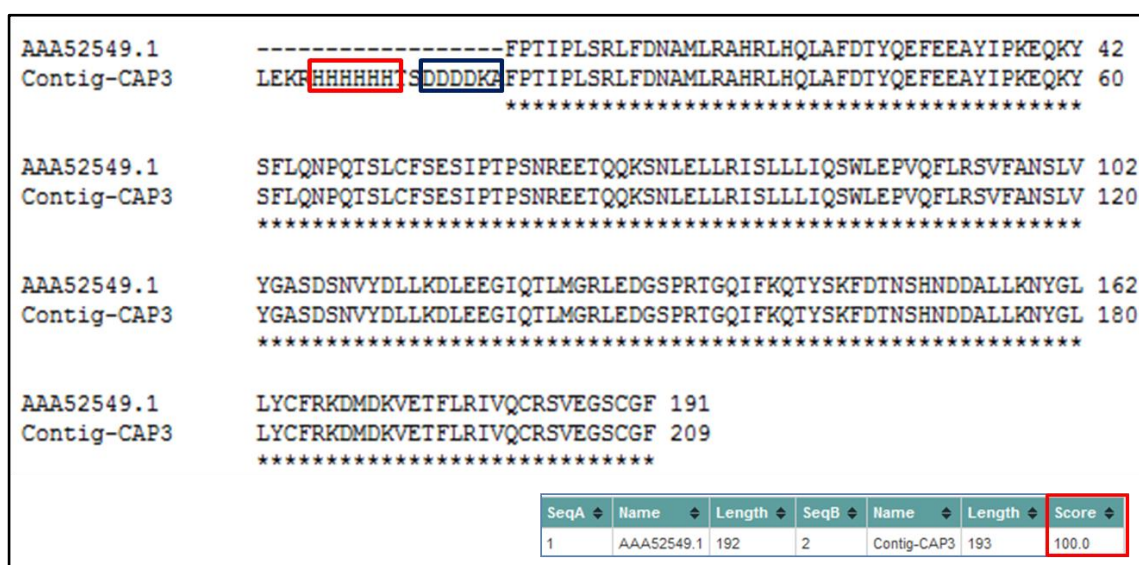 AAA52549.1 ------------------FPTIPLSRLFDNAMLRAHRLHQLAFDTYQEFEEAYIPKEQKY 42
Contig-CAP3 LEKRHHHHHHTSDDDDKAFPTIPLSRLFDNAMLRAHRLHQLAFDTYQEFEEAYIPKEQKY 60
******************************************
AAA52549.1 SFLQNPQTSLCFSESIPTPSNREETQQKSNLELLRISLLLIQSWLEPVQFLRSVFANSLV 102
Contig-CAP3 SFLQNPQTSLCFSESIPTPSNREETQQKSNLELLRISLLLIQSWLEPVQFLRSVFANSLV 120
************************************************************
AAA52549.1 YGASDSNVYDLLKDLEEGIQTLMGRLEDGSPRTGQIFKQTYSKFDTNSHNDDALLKNYGL 162
Contig-CAP3 YGASDSNVYDLLKDLEEGIQTLMGRLEDGSPRTGQIFKQTYSKFDTNSHNDDALLKNYGL 180
************************************************************
AAA52549.1 LYCFRKDMDKVETFLRIVQCRSVEGSCGF 191
Contig-CAP3 LYCFRKDMDKVETFLRIVQCRSVEGSCGF 209
*****************************
SeqA Name Length SeqB Name Length Score
1 AAA52549.1 192 2 Contig-CAP3 193 100.0